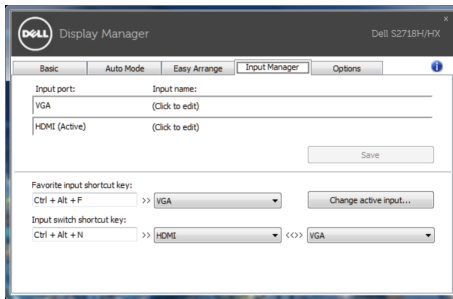 DELL Display Manager x Dell S2718H/HX
Basic Auto Mode Easy Arrange Input Manager Options i
Input port: Input name:
VGA (Click to edit)
HDMI (Active) (Click to edit)
Save
Favorite input shortcut key:
Ctrl + Alt + F >> VGA Change active input...
Input switch shortcut key:
Ctrl + Alt + N >> HDMI <<>> VGA